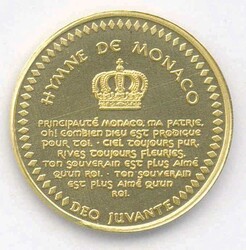 HYMNE DE MONACO
PRINCIPAUTÉ MONACO, MA PATRIE,
OH! COMBIEN DIEU EST PRODIGUE
POUR TOI. · CIEL TOUJOURS PUR,
RIVES TOUJOURS FLEURIES,
TON SOUVERAIN EST PLUS AIMÉ
QU'UN ROI. · TON SOUVERAIN
EST PLUS AIMÉ QU'UN
ROI.
DEO JUVANTE